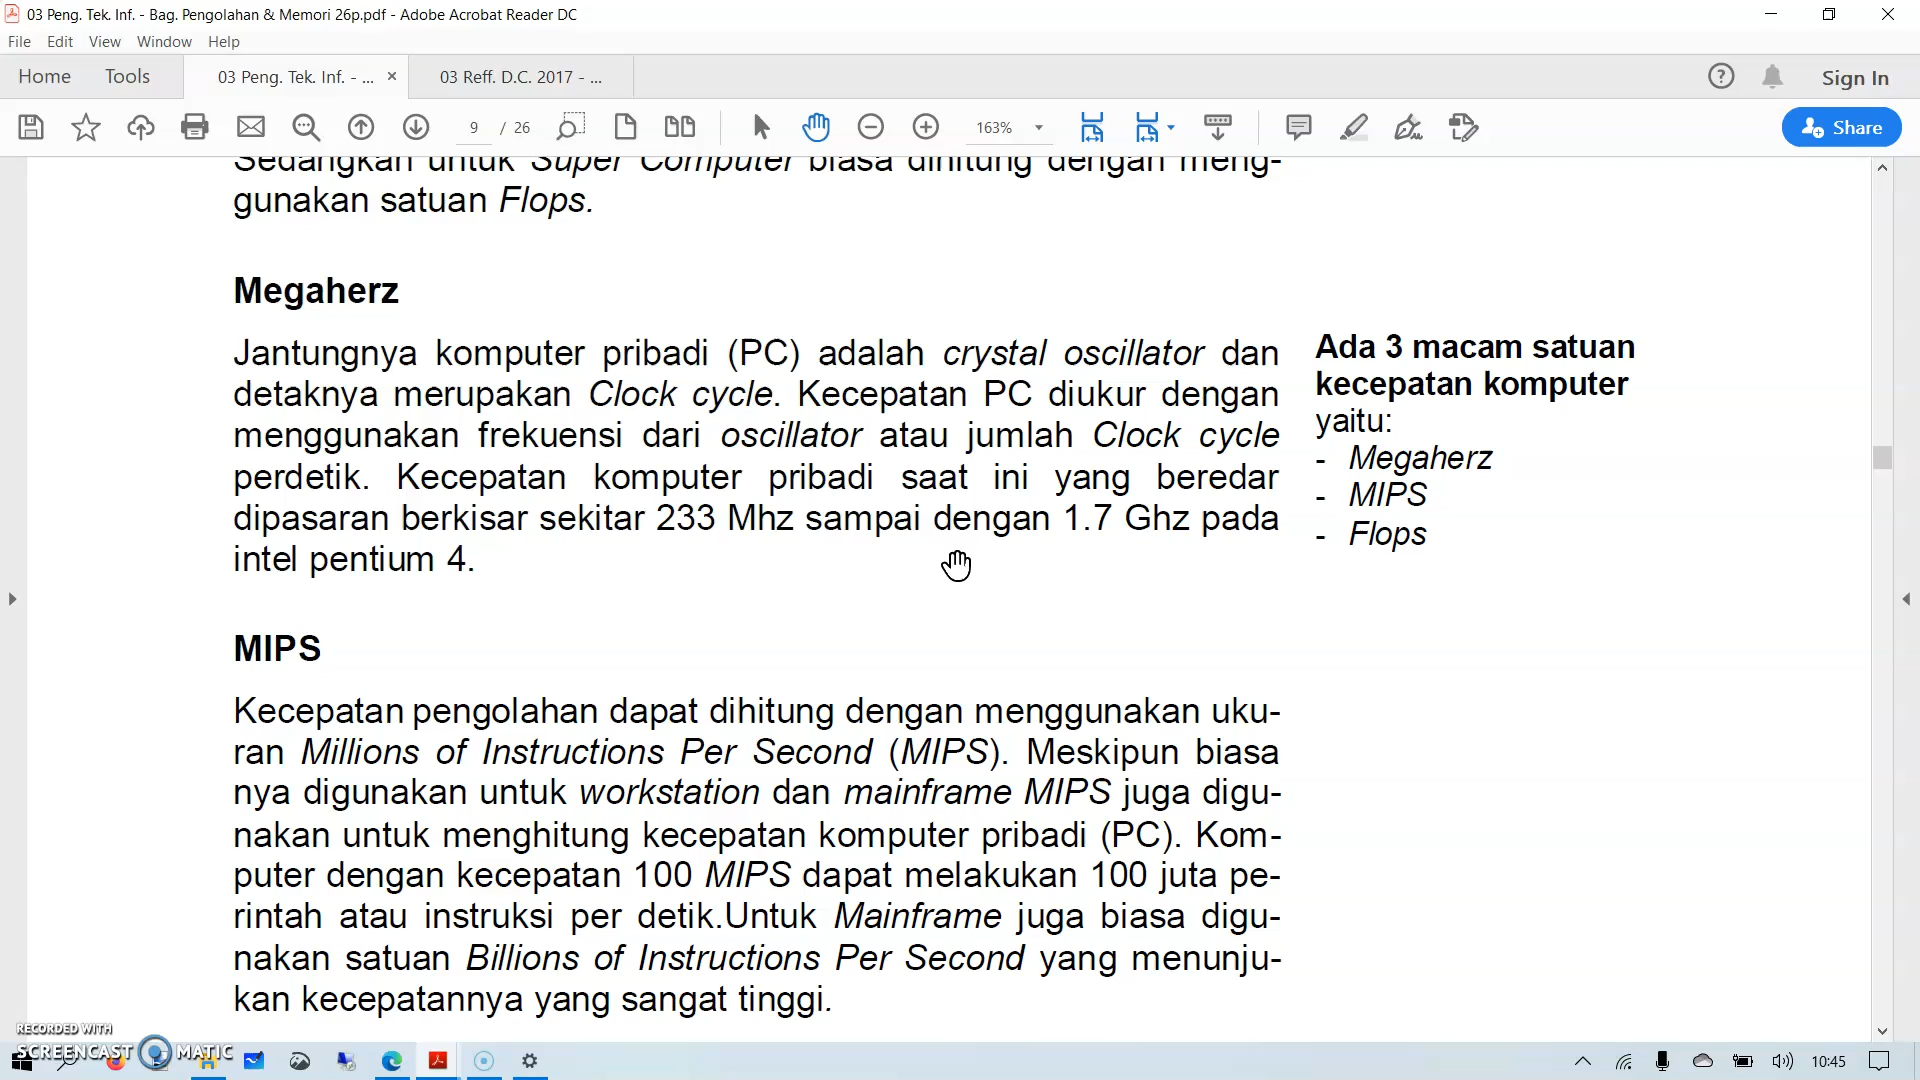 03 Peng. Tek. Inf. - Bag. Pengolahan & Memori 26p.pdf - Adobe Acrobat Reader DC
File Edit View Window Help
Home Tools 03 Peng. Tek. Inf. - ... × 03 Reff. D.C. 2017 - ... Sign In
9 / 26 163% Share
Sedangkan untuk Super Computer biasa dihitung dengan meng-
gunakan satuan Flops.
Megaherz
Jantungnya komputer pribadi (PC) adalah crystal oscillator dan
detaknya merupakan Clock cycle. Kecepatan PC diukur dengan
menggunakan frekuensi dari oscillator atau jumlah Clock cycle
perdetik. Kecepatan komputer pribadi saat ini yang beredar
dipasaran berkisar sekitar 233 Mhz sampai dengan 1.7 Ghz pada
intel pentium 4.
Ada 3 macam satuan
kecepatan komputer
yaitu:
- Megaherz
- MIPS
- Flops
MIPS
Kecepatan pengolahan dapat dihitung dengan menggunakan uku-
ran Millions of Instructions Per Second (MIPS). Meskipun biasa
nya digunakan untuk workstation dan mainframe MIPS juga digu-
nakan untuk menghitung kecepatan komputer pribadi (PC). Kom-
puter dengan kecepatan 100 MIPS dapat melakukan 100 juta pe-
rintah atau instruksi per detik.Untuk Mainframe juga biasa digu-
nakan satuan Billions of Instructions Per Second yang menunju-
kan kecepatannya yang sangat tinggi.
RECORDED WITH
SCREENCAST MATIC
10:45